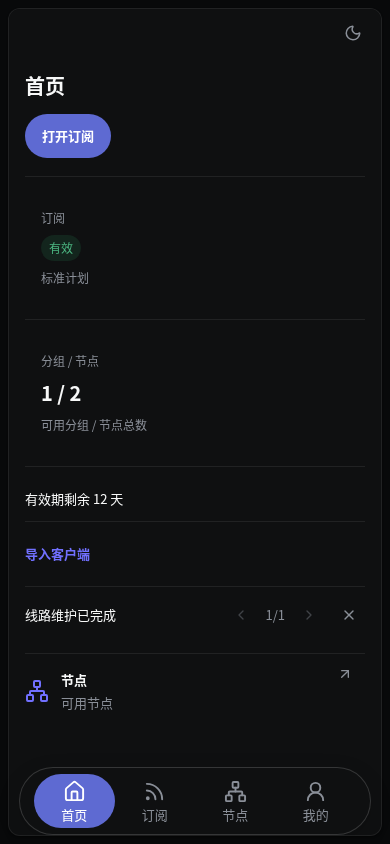 首页
打开订阅
订阅
有效
标准计划
分组 / 节点
1 / 2
可用分组 / 节点总数
有效期剩余 12 天
导入客户端
线路维护已完成 1/1
节点
可用节点
首页 订阅 节点 我的